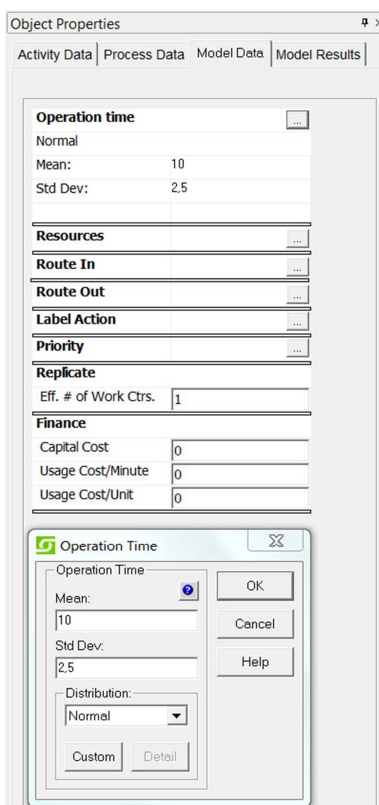 Object Properties
Activity Data Process Data Model Data Model Results
Operation time ...
Normal
Mean: 10
Std Dev: 2,5
Resources ...
Route In ...
Route Out ...
Label Action ...
Priority ...
Replicate
Eff. # of Work Ctrs. 1
Finance
Capital Cost 0
Usage Cost/Minute 0
Usage Cost/Unit 0
Operation Time
Operation Time
Mean: ?
10
Std Dev:
2,5
Distribution:
Normal
Custom Detail
OK
Cancel
Help